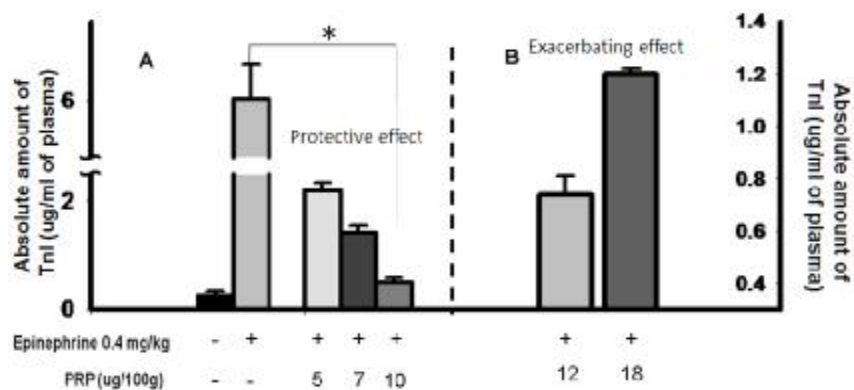 A
*
Protective effect
B
Exacerbating effect
Absolute amount of
TnI (ug/ml of plasma)
6
2
0
1.4
1.2
1.0
0.8
0.6
0.4
Absolute amount of
TnI (ug/ml of plasma)
Epinephrine 0.4 mg/kg - + + + + + +
PRP (ug/100g) - - 5 7 10 12 18